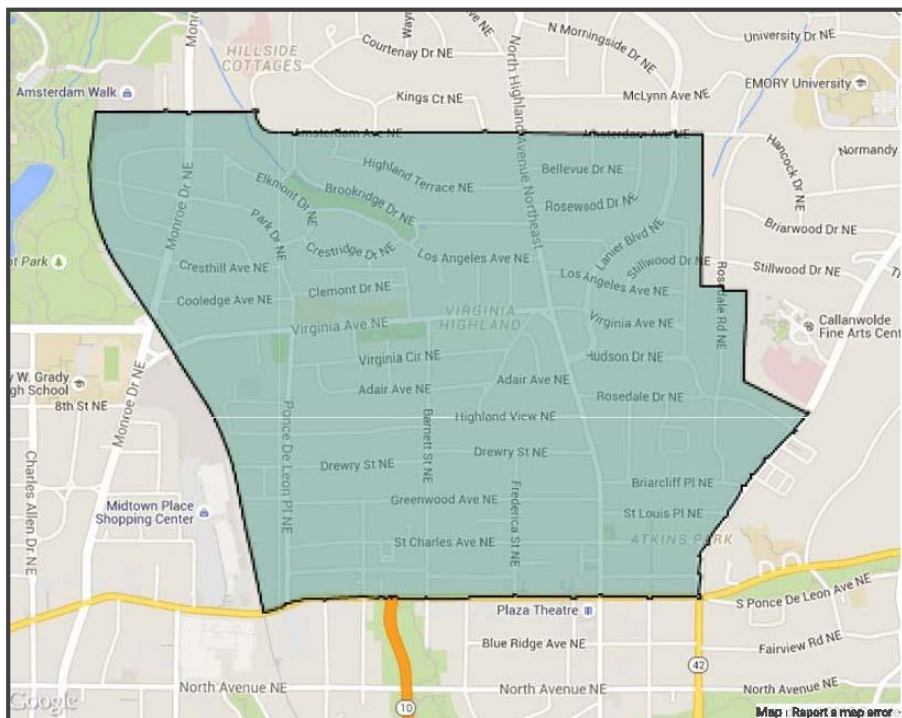 Monroe Dr NE
Way
HILLSIDE
COTTAGES
Courtenay Dr NE
North Highland Avenue Northeast
N Morningside Dr NE
University Dr NE
EMORY University
Amsterdam Walk
Kings Ct NE
McLynn Ave NE
Amsterdam Ave NE
Amsterdam Ave NE
Hancock Dr NE
Normandy
Highland Terrace NE
Bellevue Dr NE
Elkmont Dr NE
Brookridge Dr NE
Rosewood Dr NE
Monroe Dr NE
Park Dr NE
Lanier Blvd NE
Briarwood Dr NE
Crestridge Ct NE
Los Angeles Ave NE
Stillwood Dr NE
Stillwood Dr NE
Park
Cresthill Ave NE
Los Angeles Ave NE
Rosedale Rd NE
Clemont Dr NE
Cooledge Ave NE
VIRGINIA
HIGHLAND
Virginia Ave NE
Virginia Ave NE
Callanwolde
Fine Arts Cent
Virginia Cir NE
Hudson Dr NE
y W. Grady
gh School
Adair Ave NE
Adair Ave NE
Rosedale Dr NE
8th St NE
Monroe Dr NE
Ponce De Leon Pl NE
Barnett St NE
Highland View NE
Charles Allen Dr NE
Drewry St NE
Drewry St NE
Briarcliff Pl NE
Midtown Place
Shopping Center
Greenwood Ave NE
Frederica St NE
St Louis Pl NE
St Charles Ave NE
ATKINS PARK
Plaza Theatre
S Ponce De Leon Ave NE
Blue Ridge Ave NE
Fairview Rd NE
42
North Avenue NE
North Avenue NE
North Avenue NE
10
Google
Map
Report a map error